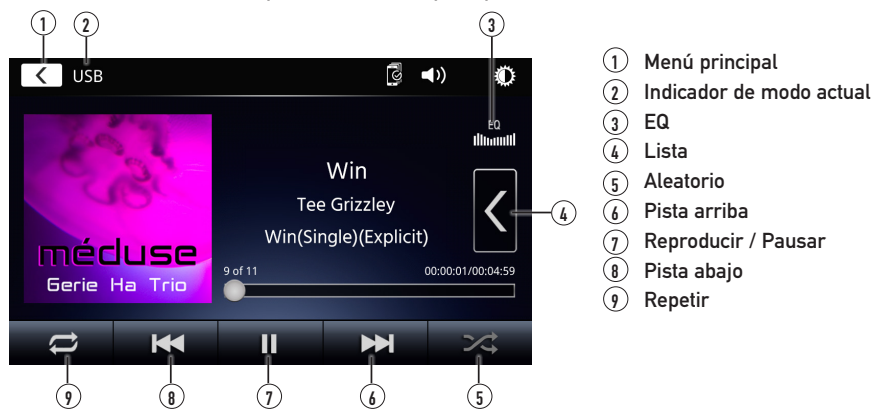 1 2 3
USB
EQ
méduse
Gerie Ha Trio
Win
Tee Grizzley
Win(Single)(Explicit)
4
9 of 11 00:00:01/00:04:59
9 8 7 6 5
1 Menú principal
2 Indicador de modo actual
3 EQ
4 Lista
5 Aleatorio
6 Pista arriba
7 Reproducir / Pausar
8 Pista abajo
9 Repetir